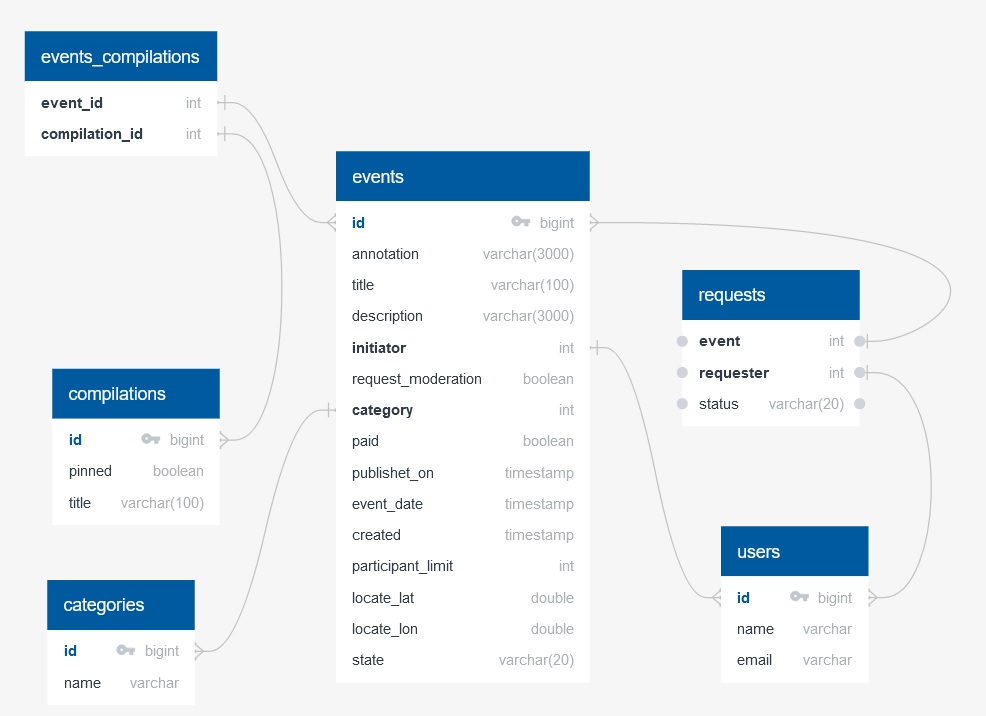 events_compilations
event_id int
compilation_id int
events
id bigint
annotation varchar(3000)
title varchar(100)
description varchar(3000)
initiator int
request_moderation boolean
category int
paid boolean
publishet_on timestamp
event_date timestamp
created timestamp
participant_limit int
locate_lat double
locate_lon double
state varchar(20)
requests
event int
requester int
status varchar(20)
compilations
id bigint
pinned boolean
title varchar(100)
users
id bigint
name varchar
email varchar
categories
id bigint
name varchar